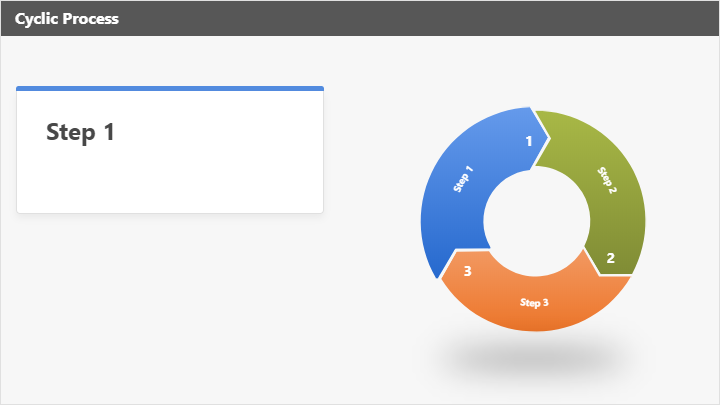 Cyclic Process
Step 1
1
Step 1
Step 2
2
3
Step 3